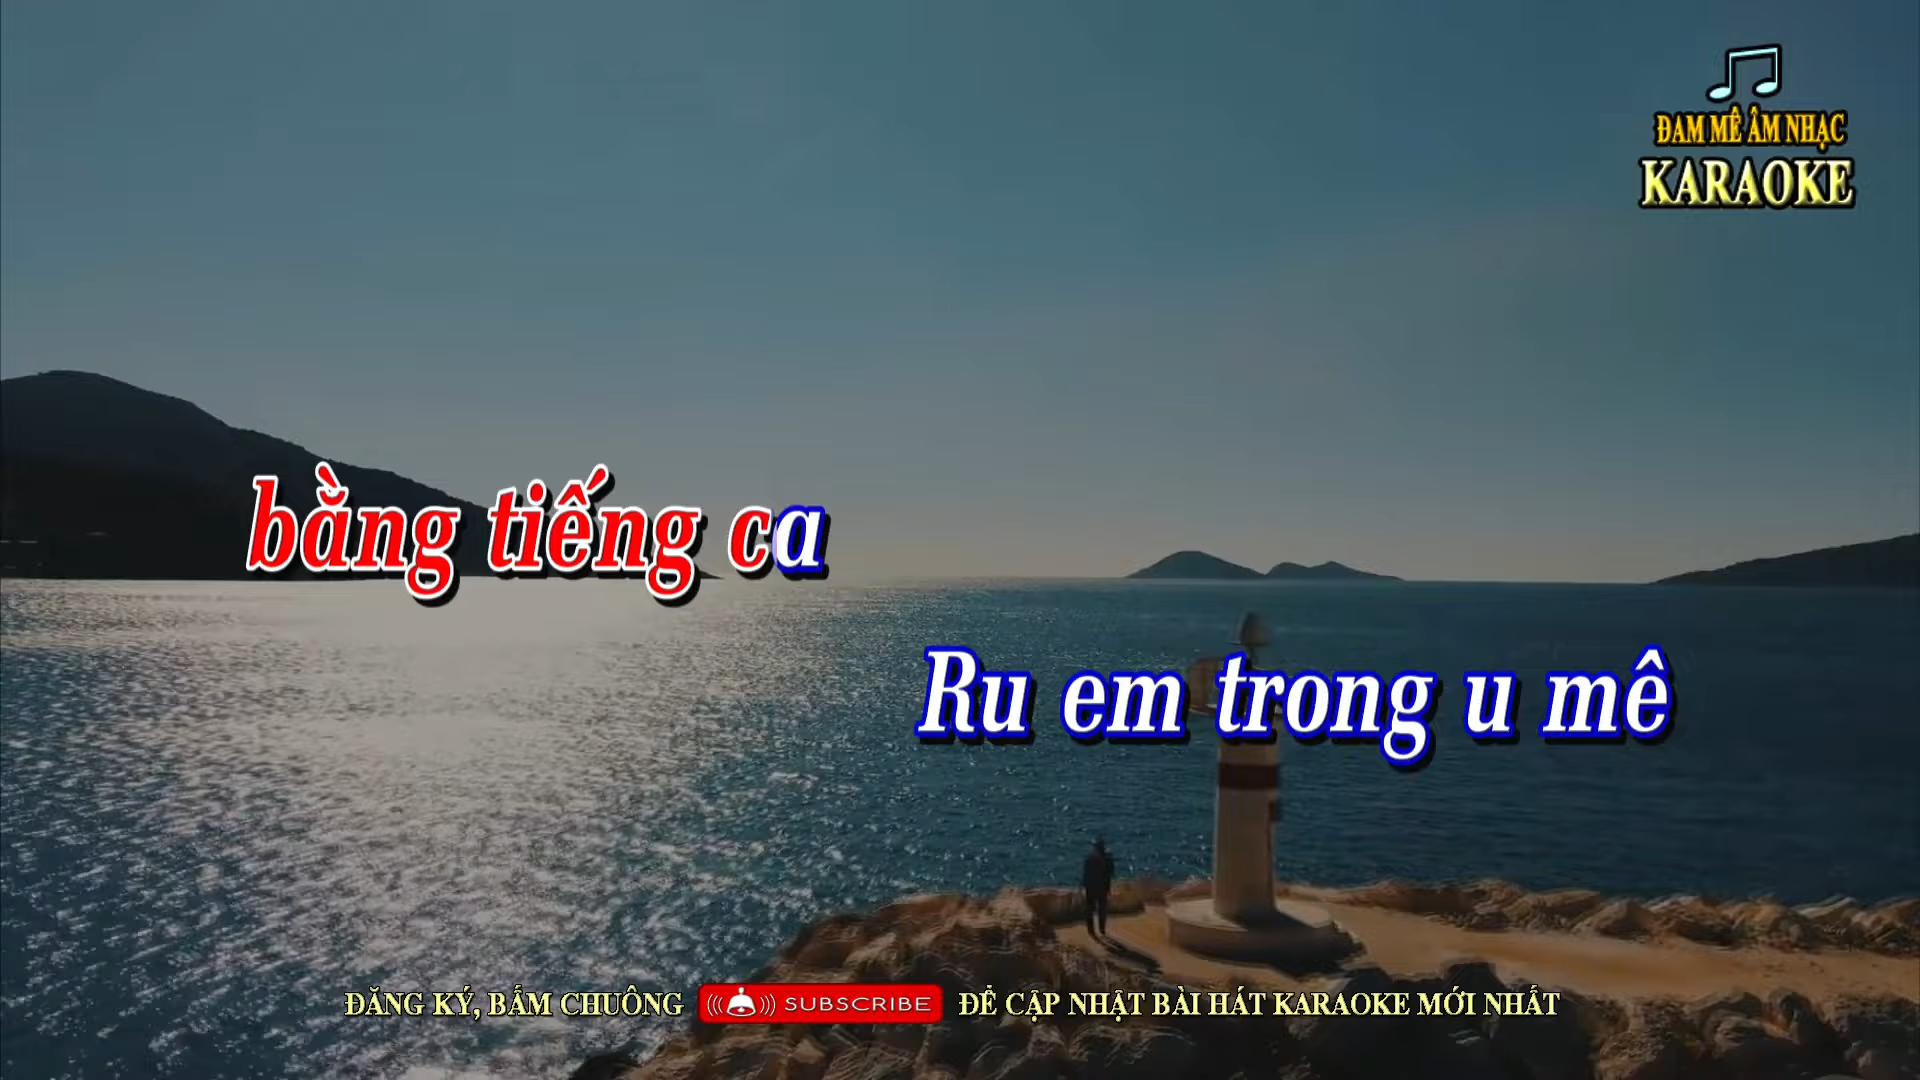 ĐAM MÊ ÂM NHẠC
KARAOKE
bằng tiếng ca
Ru em trong u mê
ĐĂNG KÝ, BẤM CHUÔNG SUBSCRIBE ĐỂ CẬP NHẬT BÀI HÁT KARAOKE MỚI NHẤT